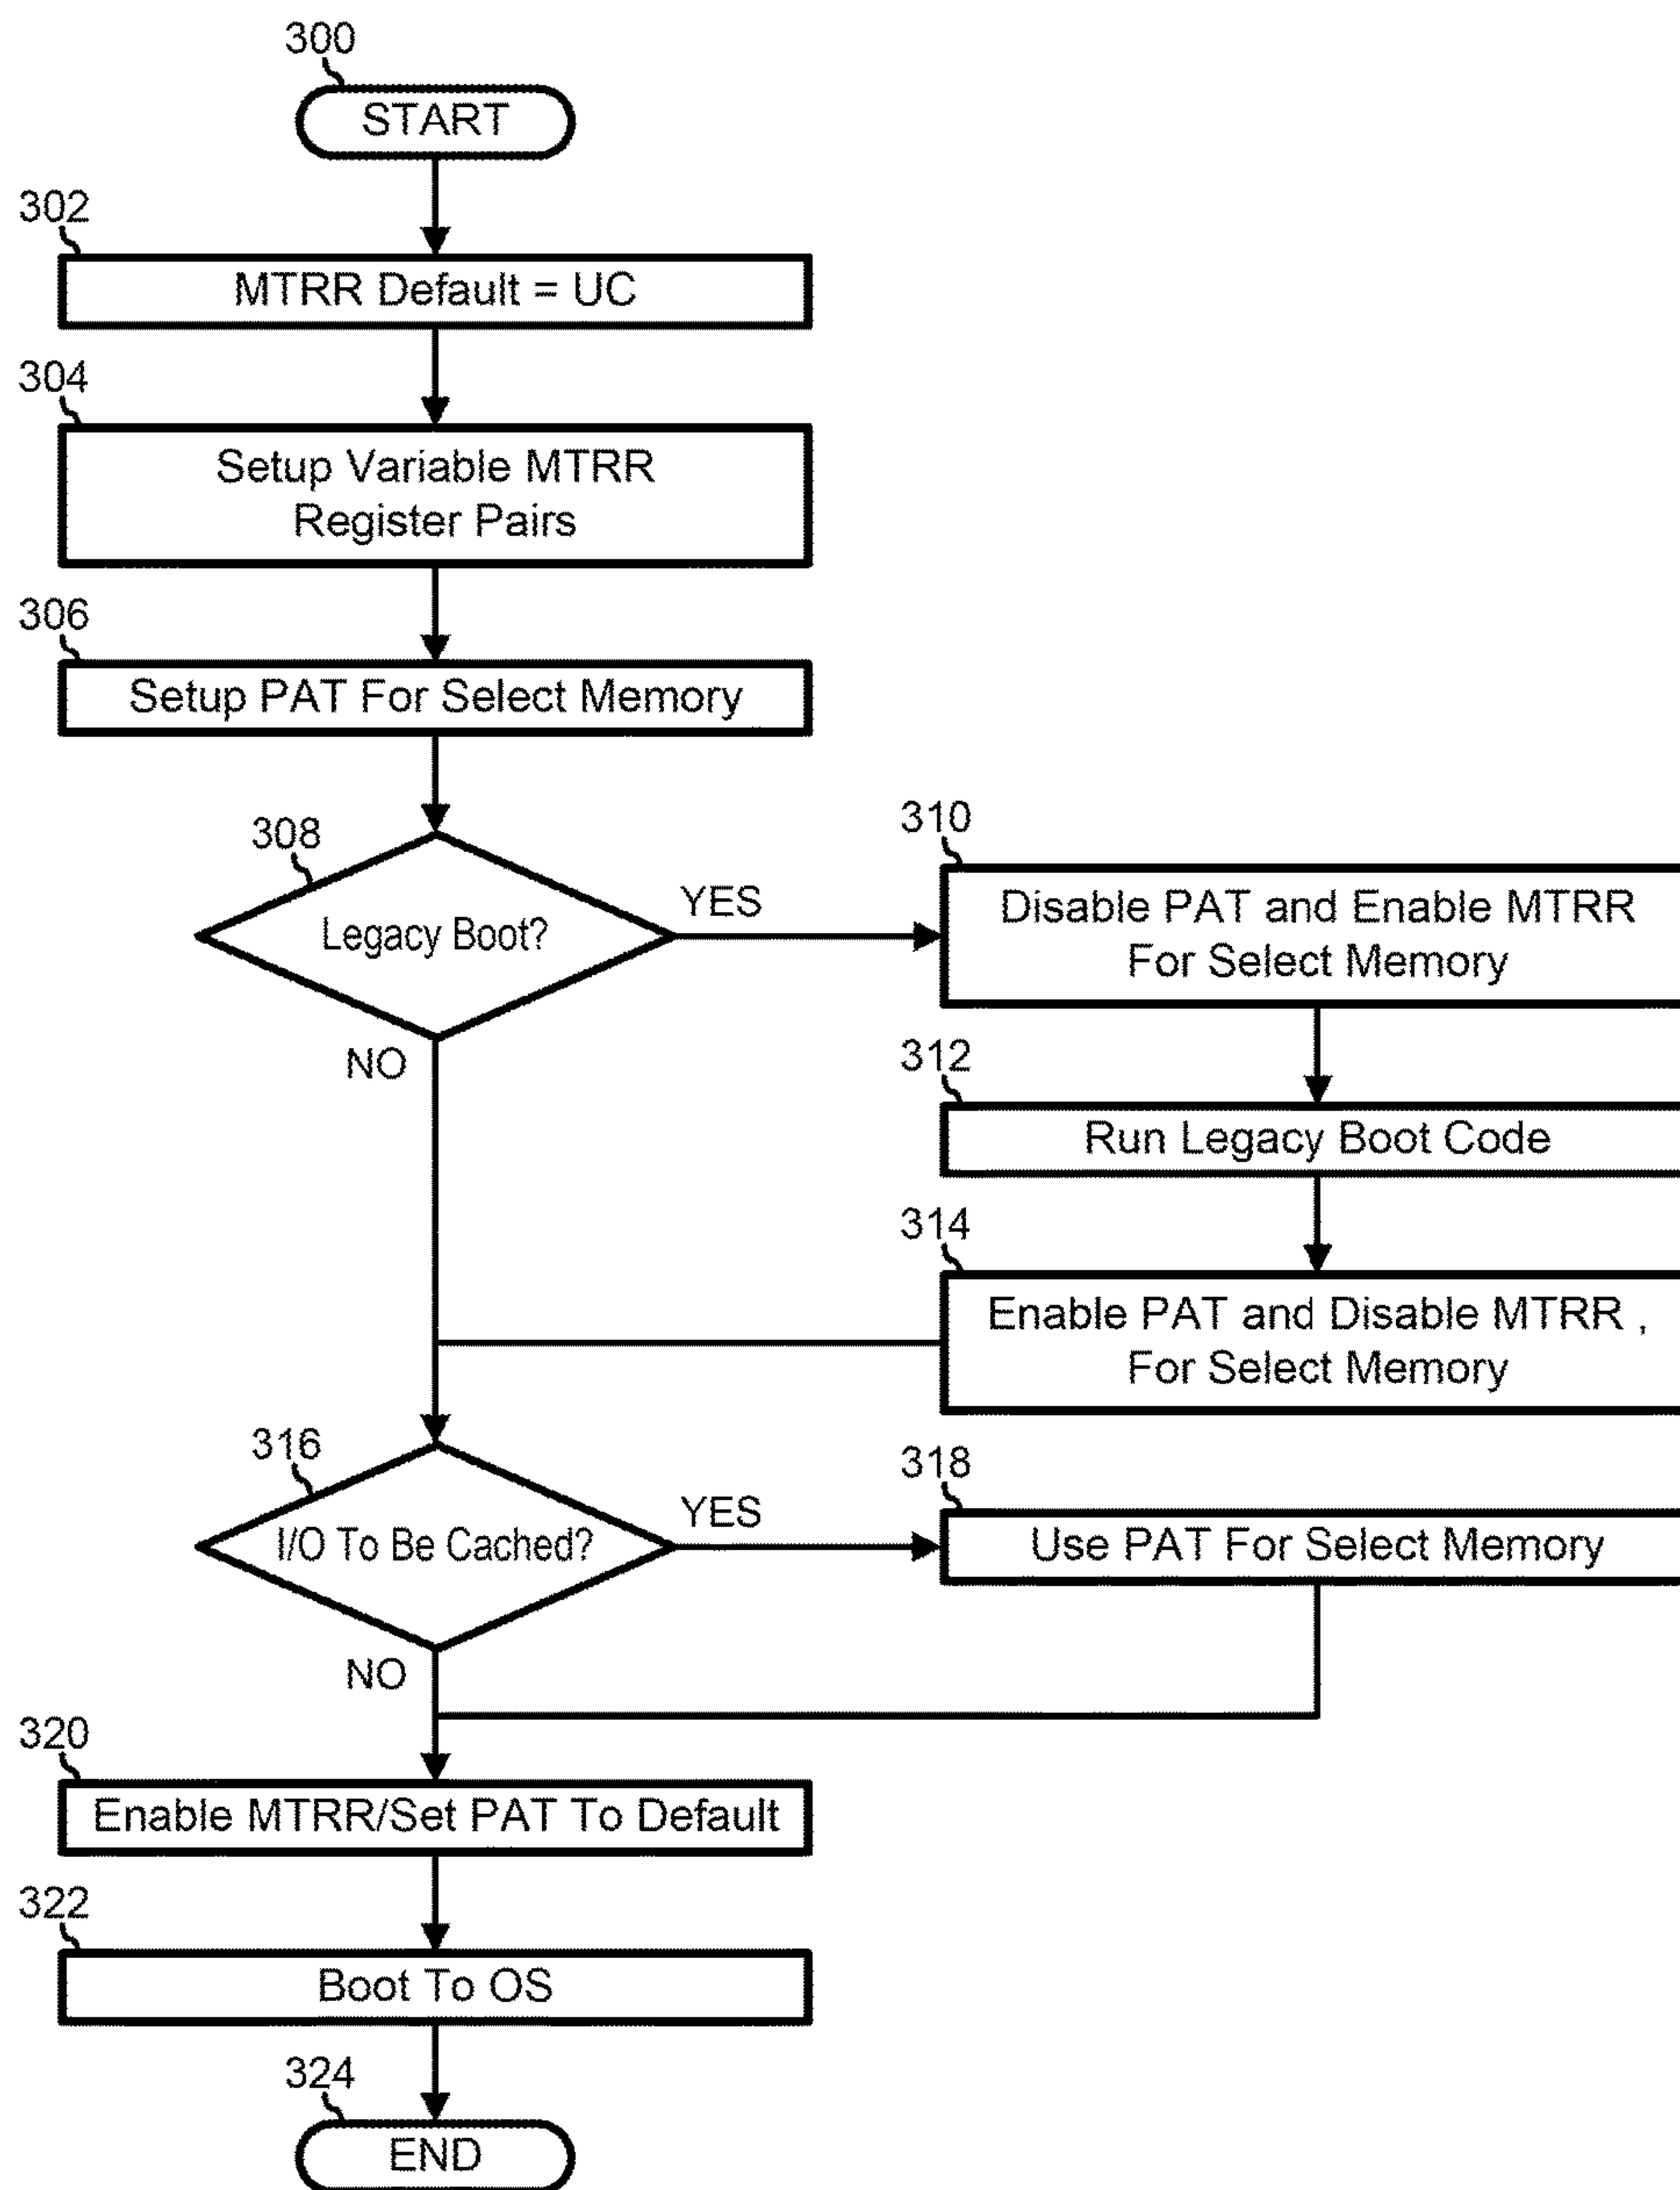 300
START
302
MTRR Default = UC
304
Setup Variable MTRR
Register Pairs
306
Setup PAT For Select Memory
308
Legacy Boot?
YES
NO
310
Disable PAT and Enable MTRR
For Select Memory
312
Run Legacy Boot Code
314
Enable PAT and Disable MTRR ,
For Select Memory
316
I/O To Be Cached?
YES
NO
318
Use PAT For Select Memory
320
Enable MTRR/Set PAT To Default
322
Boot To OS
324
END